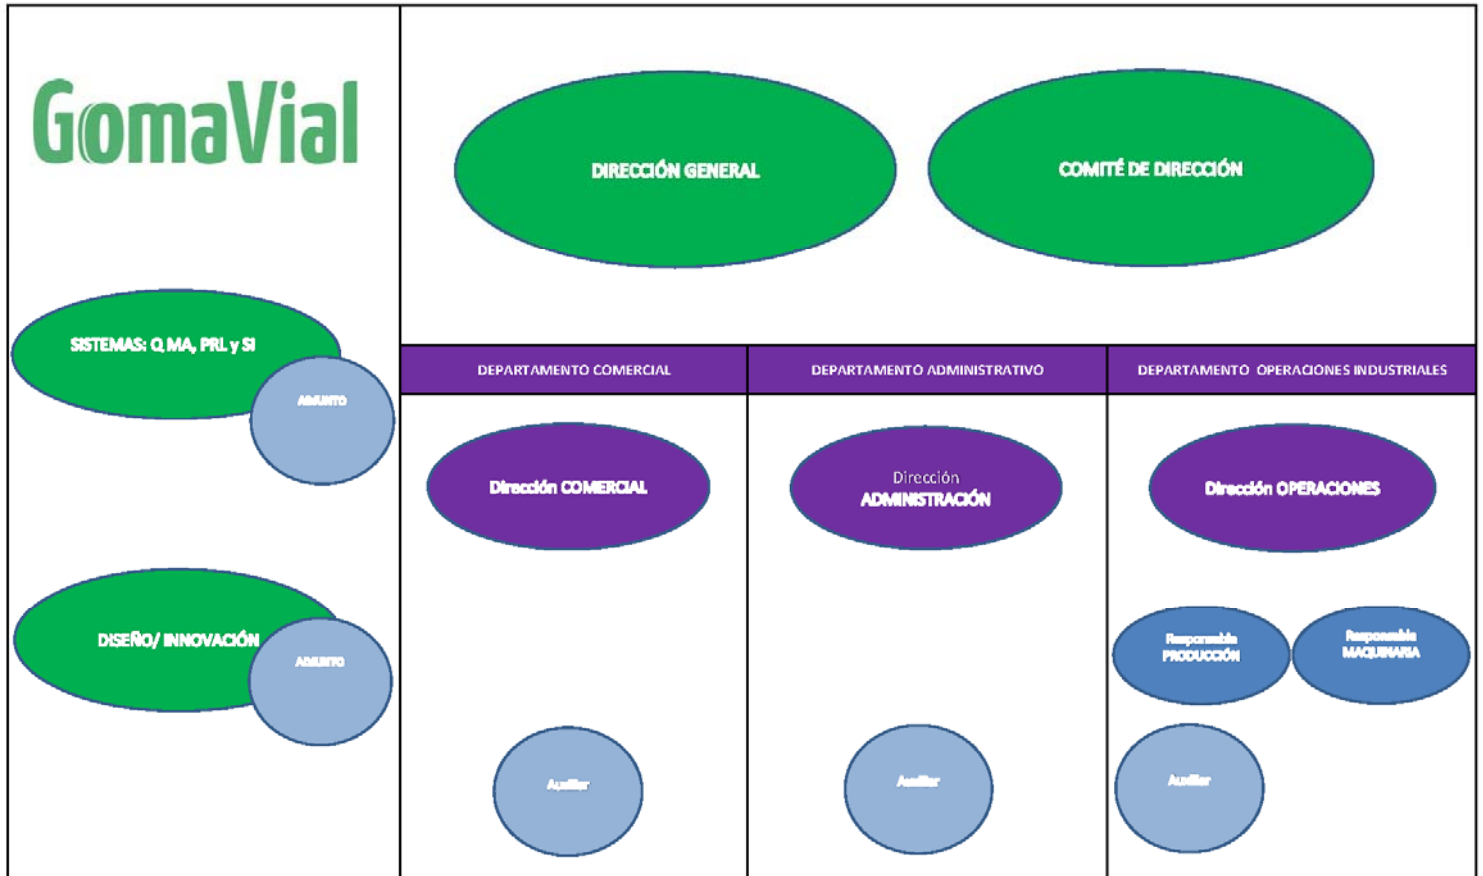 GomaVial
DIRECCIÓN GENERAL
COMITÉ DE DIRECCIÓN
SISTEMAS: Q, MA, PRL y SI
ADJUNTO
DISEÑO/ INNOVACIÓN
ADJUNTO
DEPARTAMENTO COMERCIAL
DEPARTAMENTO ADMINISTRATIVO
DEPARTAMENTO OPERACIONES INDUSTRIALES
Dirección COMERCIAL
Dirección
ADMINISTRACIÓN
Dirección OPERACIONES
Responsable
PRODUCCIÓN
Responsable
MAQUINARIA
Auxiliar
Auxiliar
Auxiliar